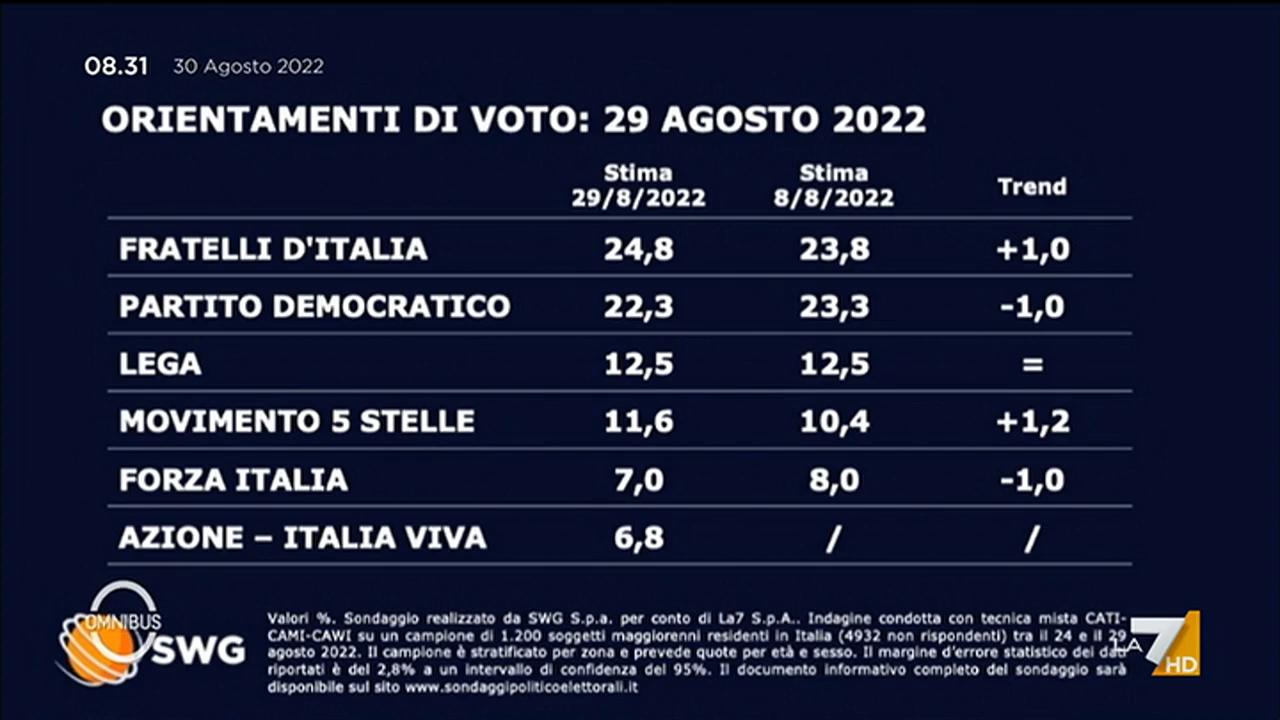 08.31 30 Agosto 2022
ORIENTAMENTI DI VOTO: 29 AGOSTO 2022
Stima 29/8/2022 Stima 8/8/2022 Trend
FRATELLI D'ITALIA 24,8 23,8 +1,0
PARTITO DEMOCRATICO 22,3 23,3 -1,0
LEGA 12,5 12,5 =
MOVIMENTO 5 STELLE 11,6 10,4 +1,2
FORZA ITALIA 7,0 8,0 -1,0
AZIONE – ITALIA VIVA 6,8 / /
OMNIBUS
SWG
Valori %. Sondaggio realizzato da SWG S.p.a. per conto di La7 S.p.A.. Indagine condotta con tecnica mista CATI-
CAMI-CAWI su un campione di 1.200 soggetti maggiorenni residenti in Italia (4932 non rispondenti) tra il 24 e il 29
agosto 2022. Il campione è stratificato per zona e prevede quote per età e sesso. Il margine d'errore statistico dei dati
riportati è del 2,8% a un intervallo di confidenza del 95%. Il documento informativo completo del sondaggio sarà
disponibile sul sito www.sondaggipoliticoelettorali.it
LA 7 HD